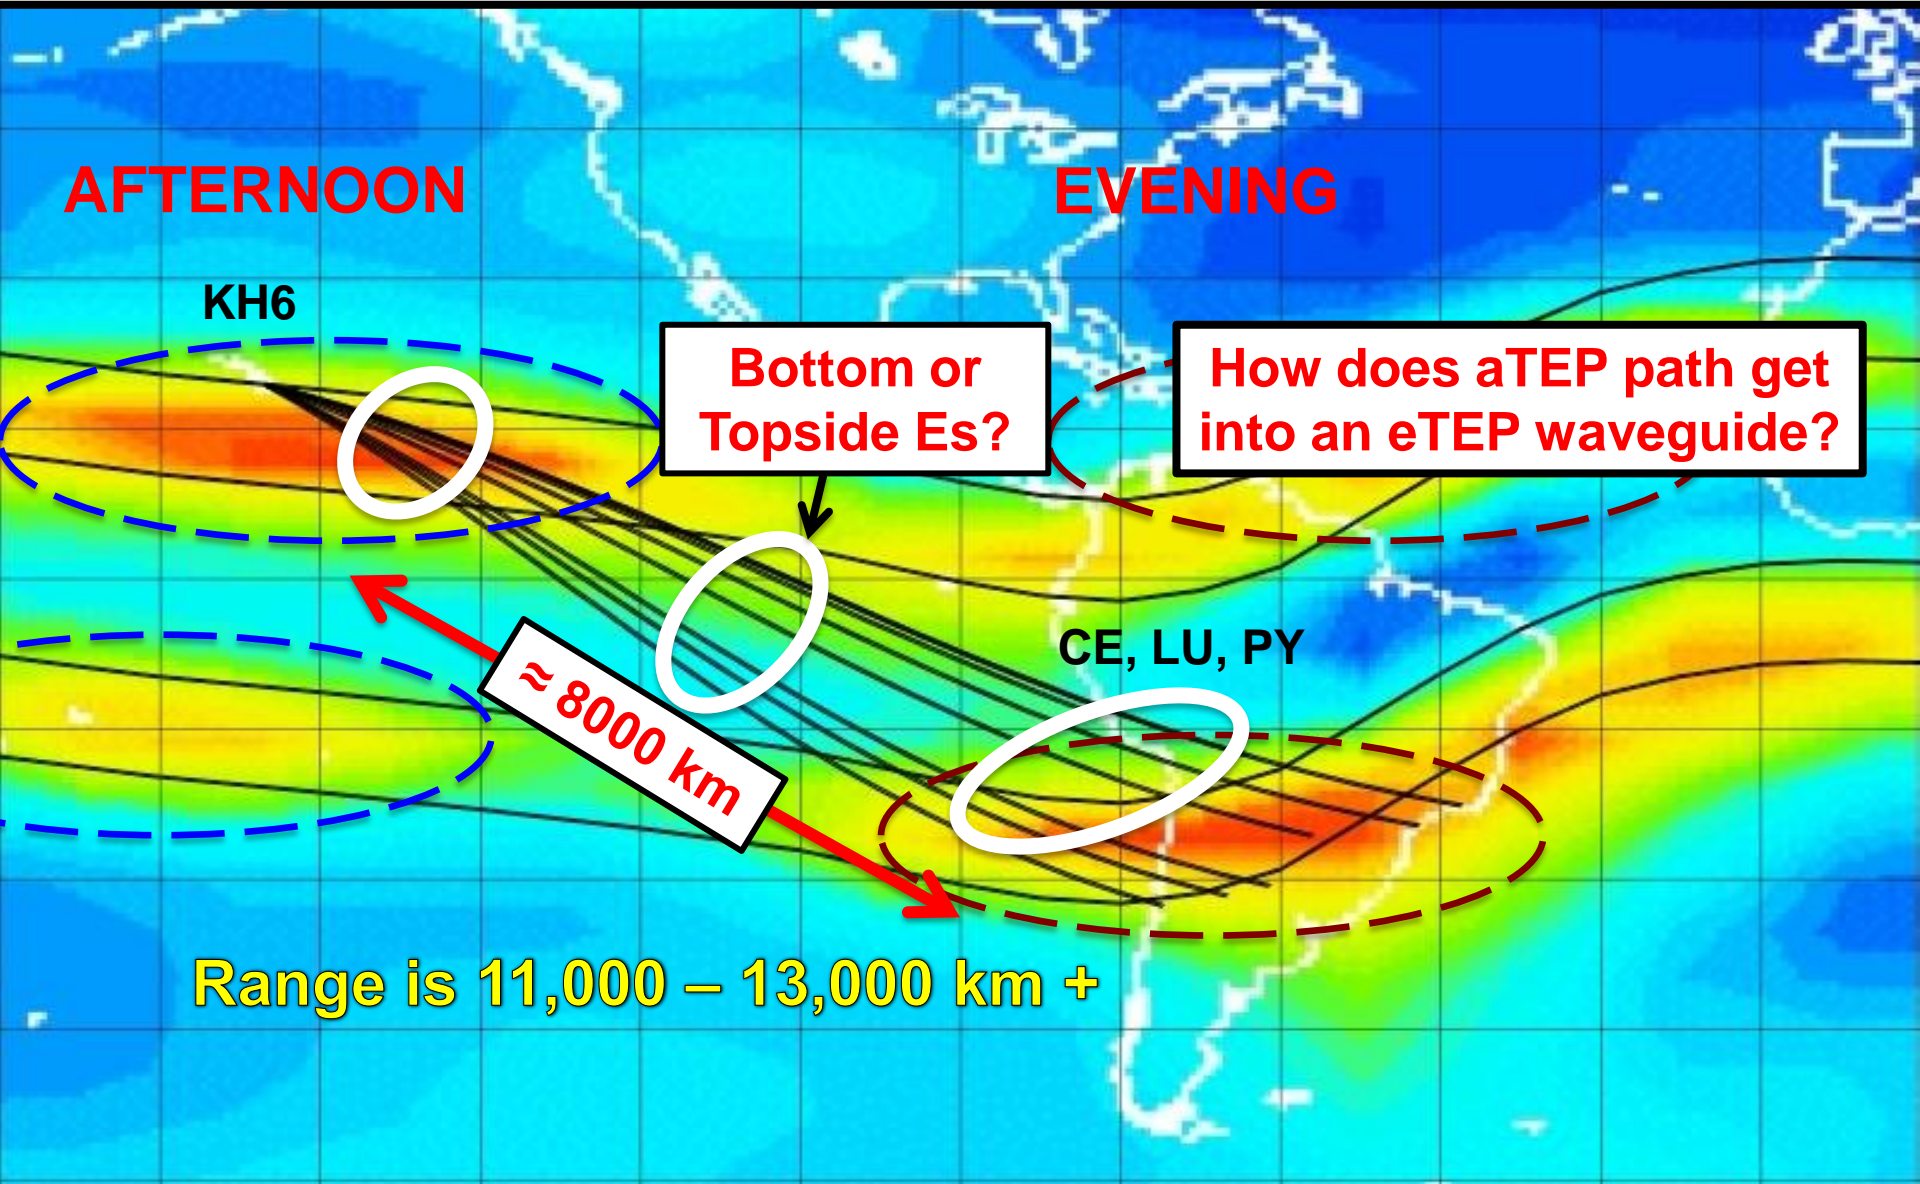 AFTERNOON
EVENING
KH6
Bottom or
Topside Es?
How does aTEP path get
into an eTEP waveguide?
CE, LU, PY
≈ 8000 km
Range is 11,000 – 13,000 km +